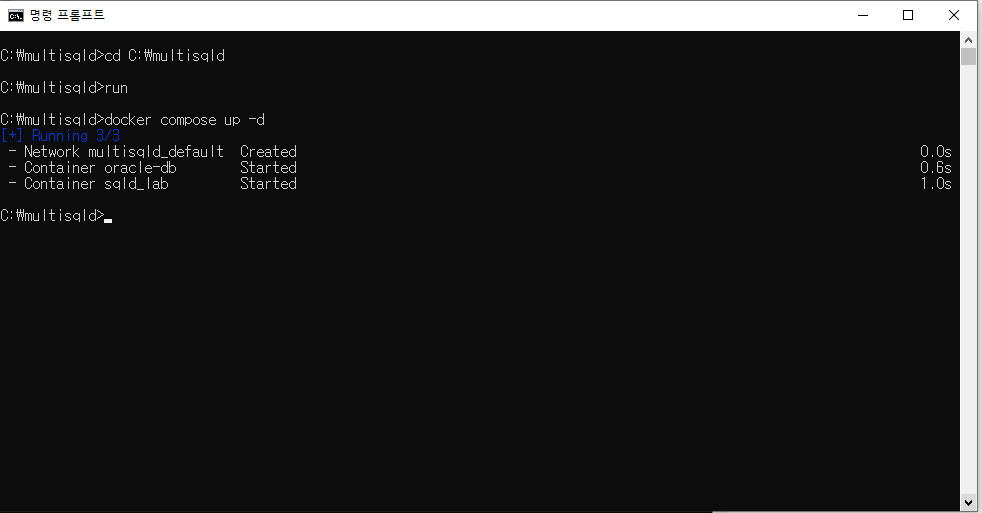 명령 프롬프트
C:₩multisqld>cd C:₩multisqld
C:₩multisqld>run
C:₩multisqld>docker compose up -d
[+] Running 3/3
- Network multisqld_default Created 0.0s
- Container oracle-db Started 0.6s
- Container sqld_lab Started 1.0s
C:₩multisqld>